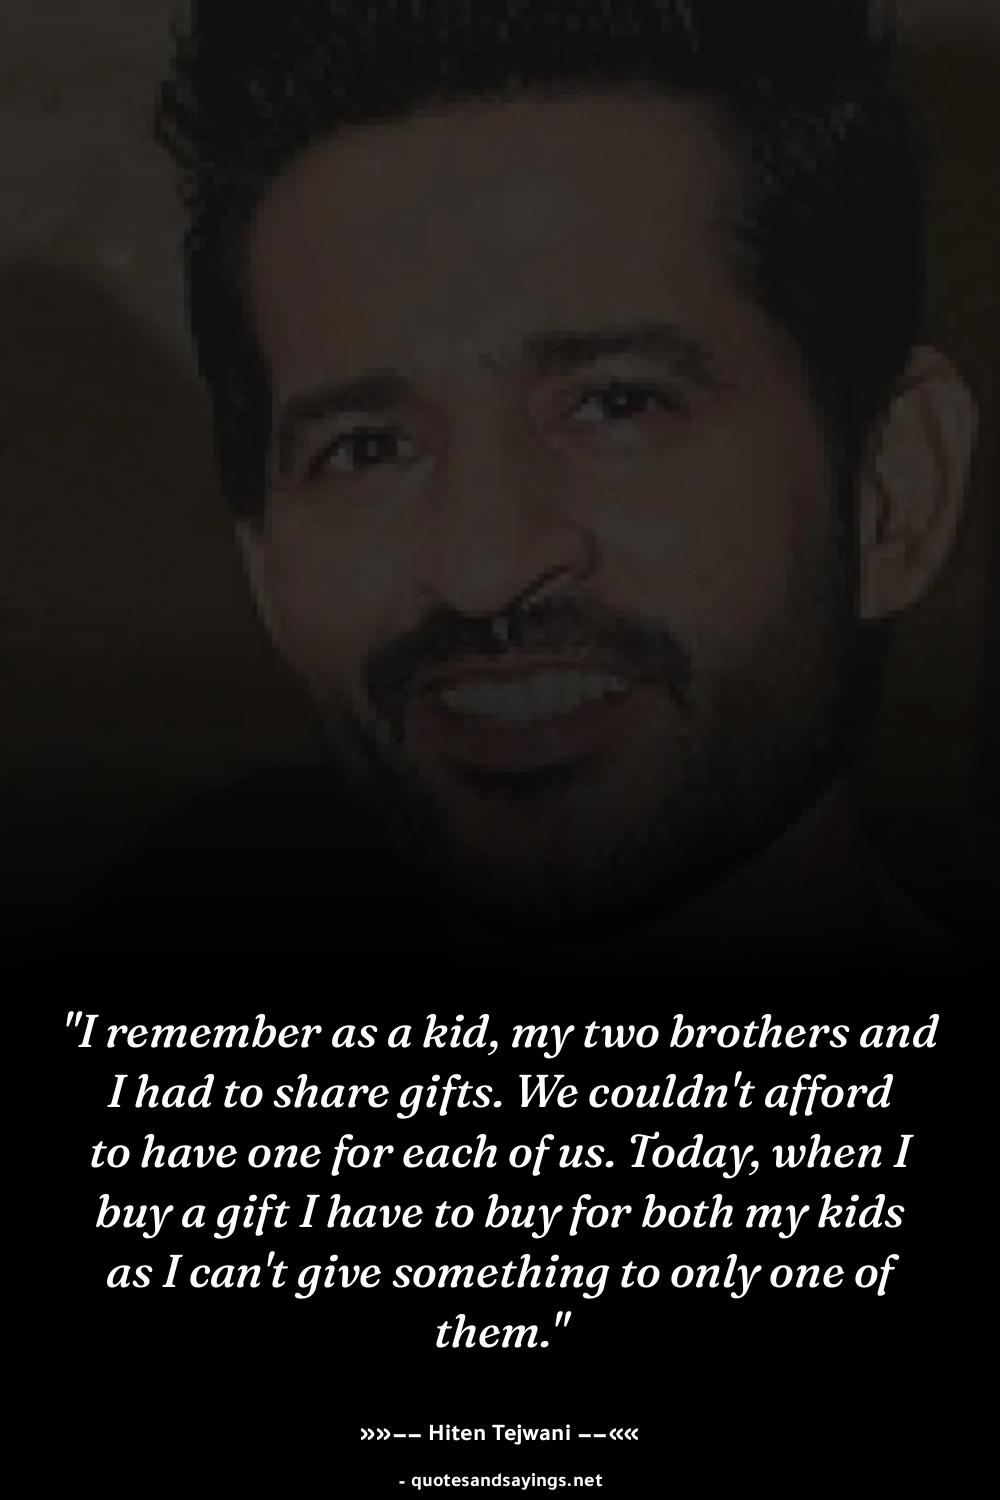 "I remember as a kid, my two brothers and
I had to share gifts. We couldn't afford
to have one for each of us. Today, when I
buy a gift I have to buy for both my kids
as I can't give something to only one of
them."
»»−− Hiten Tejwani −−««
- quotesandsayings.net